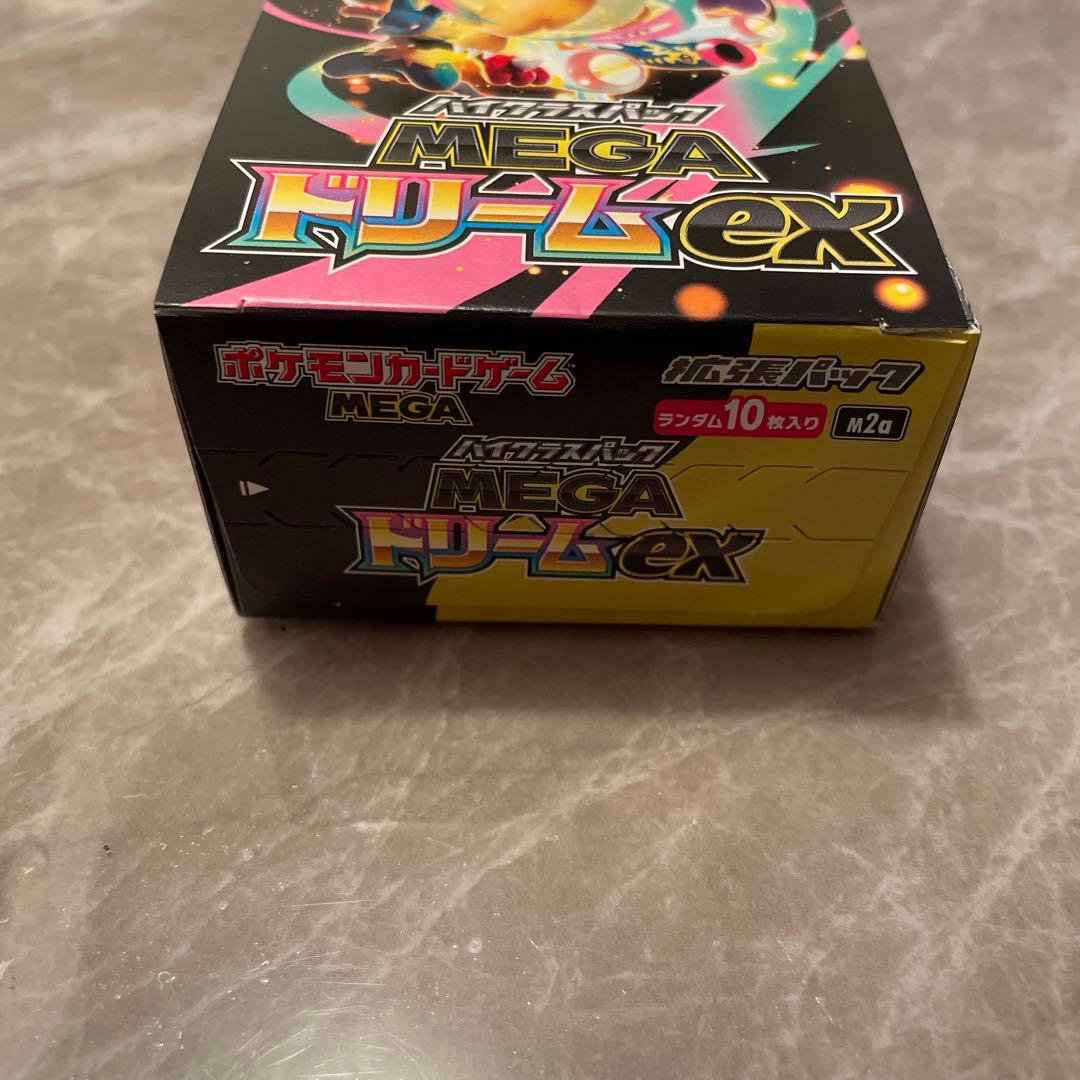 ハイクラスパック
MEGA
ドリームex
ポケモンカードゲーム
MEGA
拡張パック
ランダム10枚入り
M2a
ハイクラスパック
MEGA
ドリームex